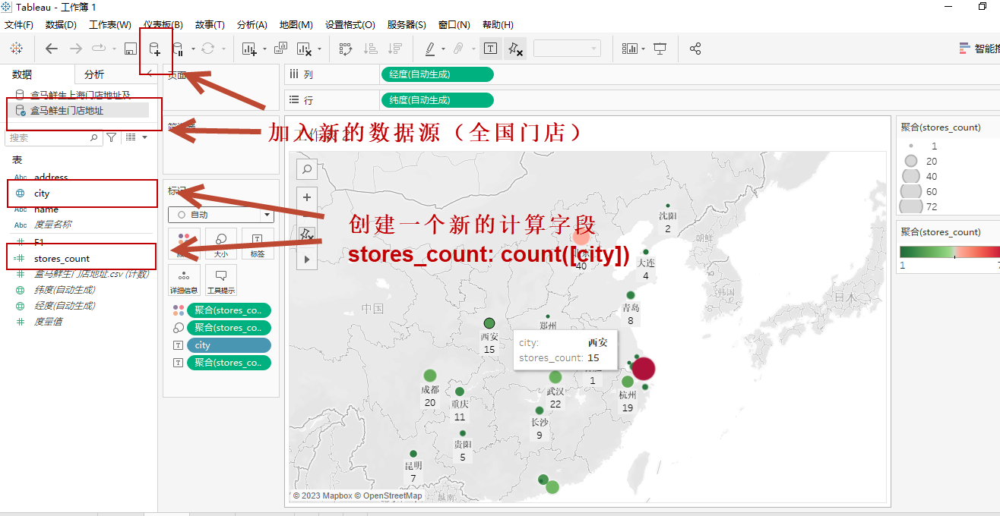 Tableau - 工作簿 1
文件(F) 数据(D) 工作表(W) 仪表板(B) 故事(T) 分析(A) 地图(M) 设置格式(O) 服务器(S) 窗口(N) 帮助(H)
智能推
数据 分析
页面
列
经度(自动生成)
行
纬度(自动生成)
盒马鲜生上海门店地址及
盒马鲜生门店地址
搜索
加入新的数据源（全国门店）
表
Abc address
city
Abc name
Abc 度量名称
F1
stores_count
盒马鲜生门店地址.csv (计数)
纬度(自动生成)
经度(自动生成)
度量值
标记
自动
大小
标签
详细信息
工具提示
聚合(stores_co..
聚合(stores_co..
city
聚合(stores_co..
创建一个新的计算字段
stores_count: count([city])
沈阳
2
朝鲜
40
大连
4
韩国
日本
中国
青岛
8
西安
15
郑州
city: 西安
stores_count: 15
1
成都
20
重庆
11
武汉
22
杭州
19
长沙
9
贵阳
5
昆明
7
越南
© 2023 Mapbox © OpenStreetMap
聚合(stores_count)
1
20
40
60
72
聚合(stores_count)
1